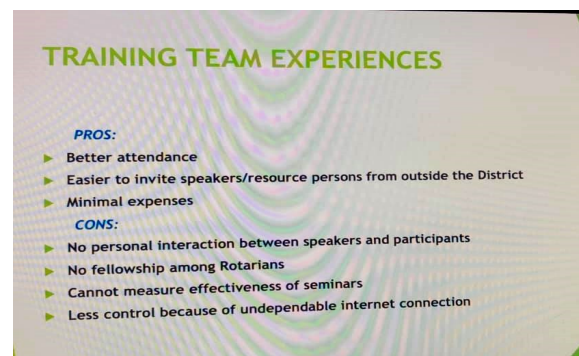 TRAINING TEAM EXPERIENCES
PROS:
Better attendance
Easier to invite speakers/resource persons from outside the District
Minimal expenses
CONS:
No personal interaction between speakers and participants
No fellowship among Rotarians
Cannot measure effectiveness of seminars
Less control because of undependable internet connection